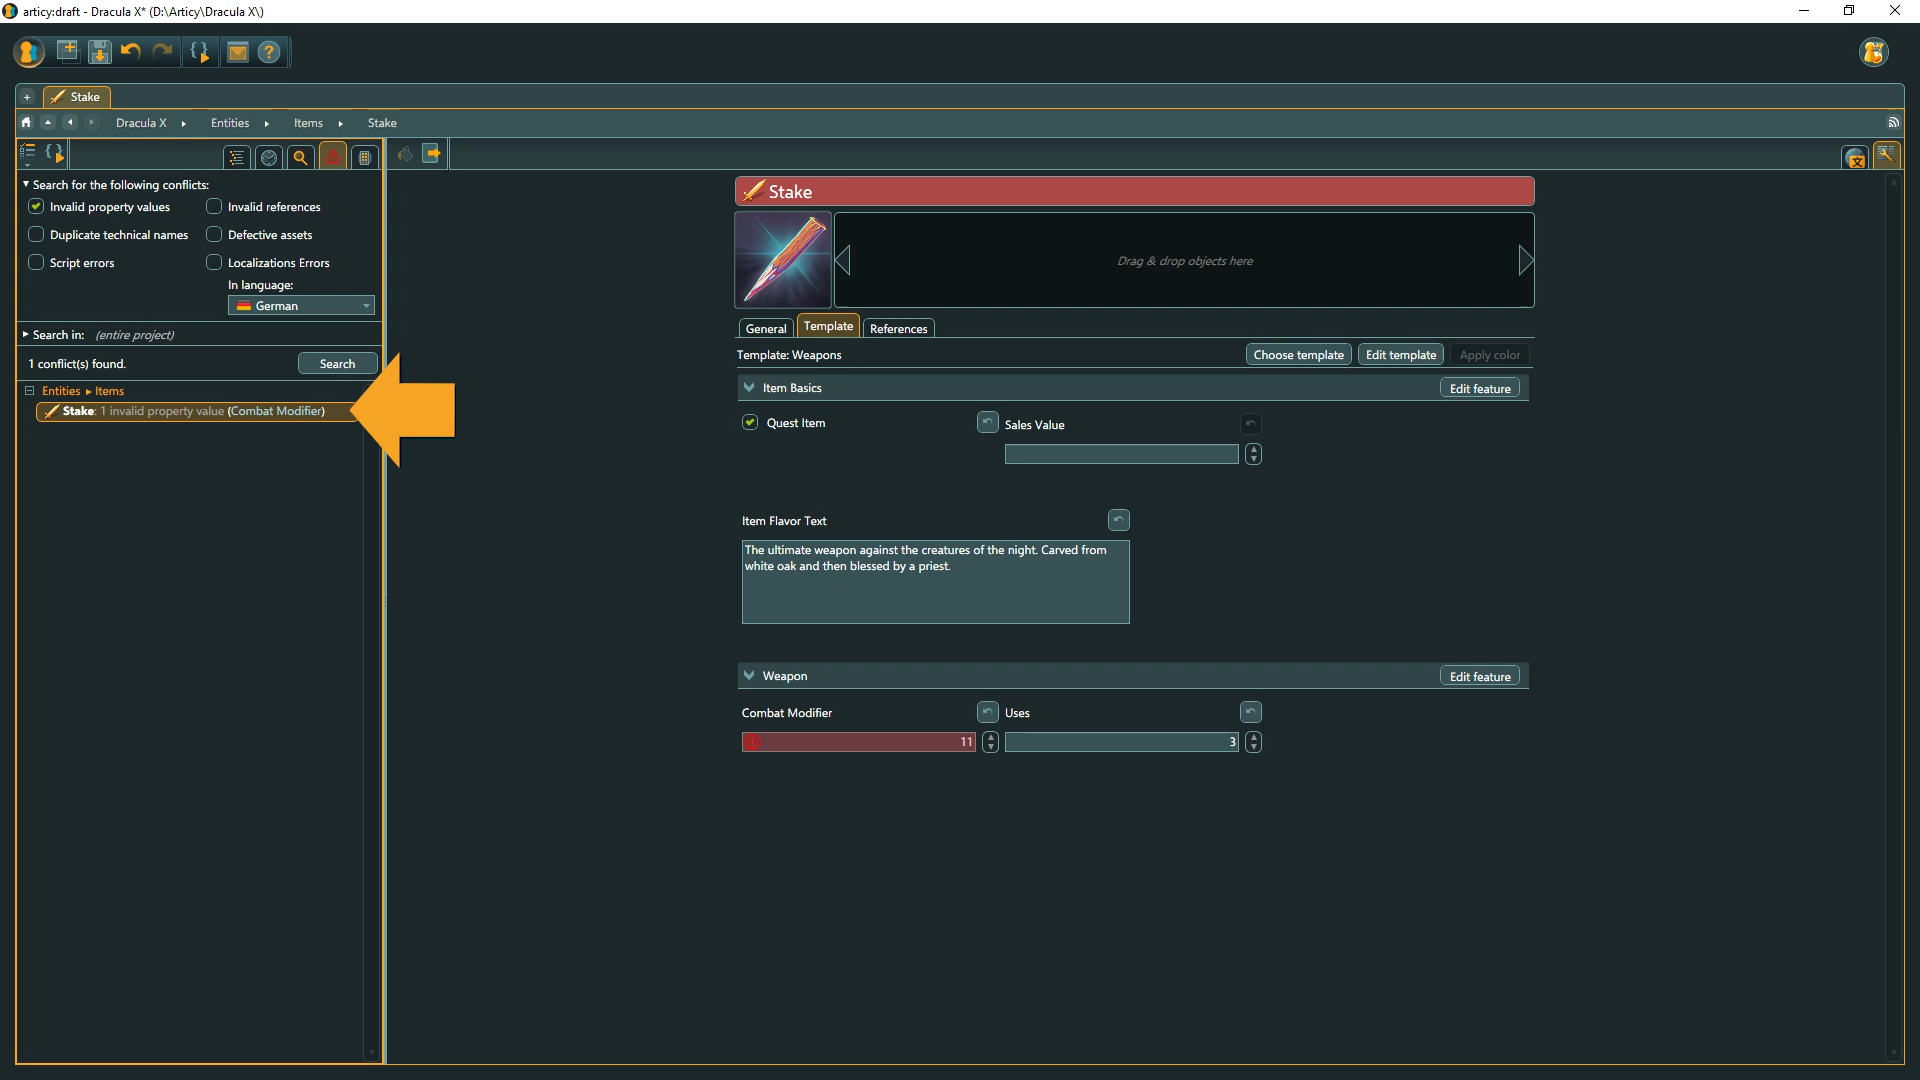 articy:draft - Dracula X* (D:\Articy\Dracula X\)
Stake
Dracula X Entities Items Stake
Search for the following conflicts:
Invalid property values Invalid references
Duplicate technical names Defective assets
Script errors Localizations Errors
In language:
German
Search in: (entire project)
1 conflict(s) found. Search
Entities Items
Stake: 1 invalid property value (Combat Modifier)
Stake
Drag & drop objects here
General Template References
Template: Weapons Choose template Edit template Apply color
Item Basics Edit feature
Quest Item Sales Value
Item Flavor Text
The ultimate weapon against the creatures of the night. Carved from
white oak and then blessed by a priest.
Weapon Edit feature
Combat Modifier Uses
11 3